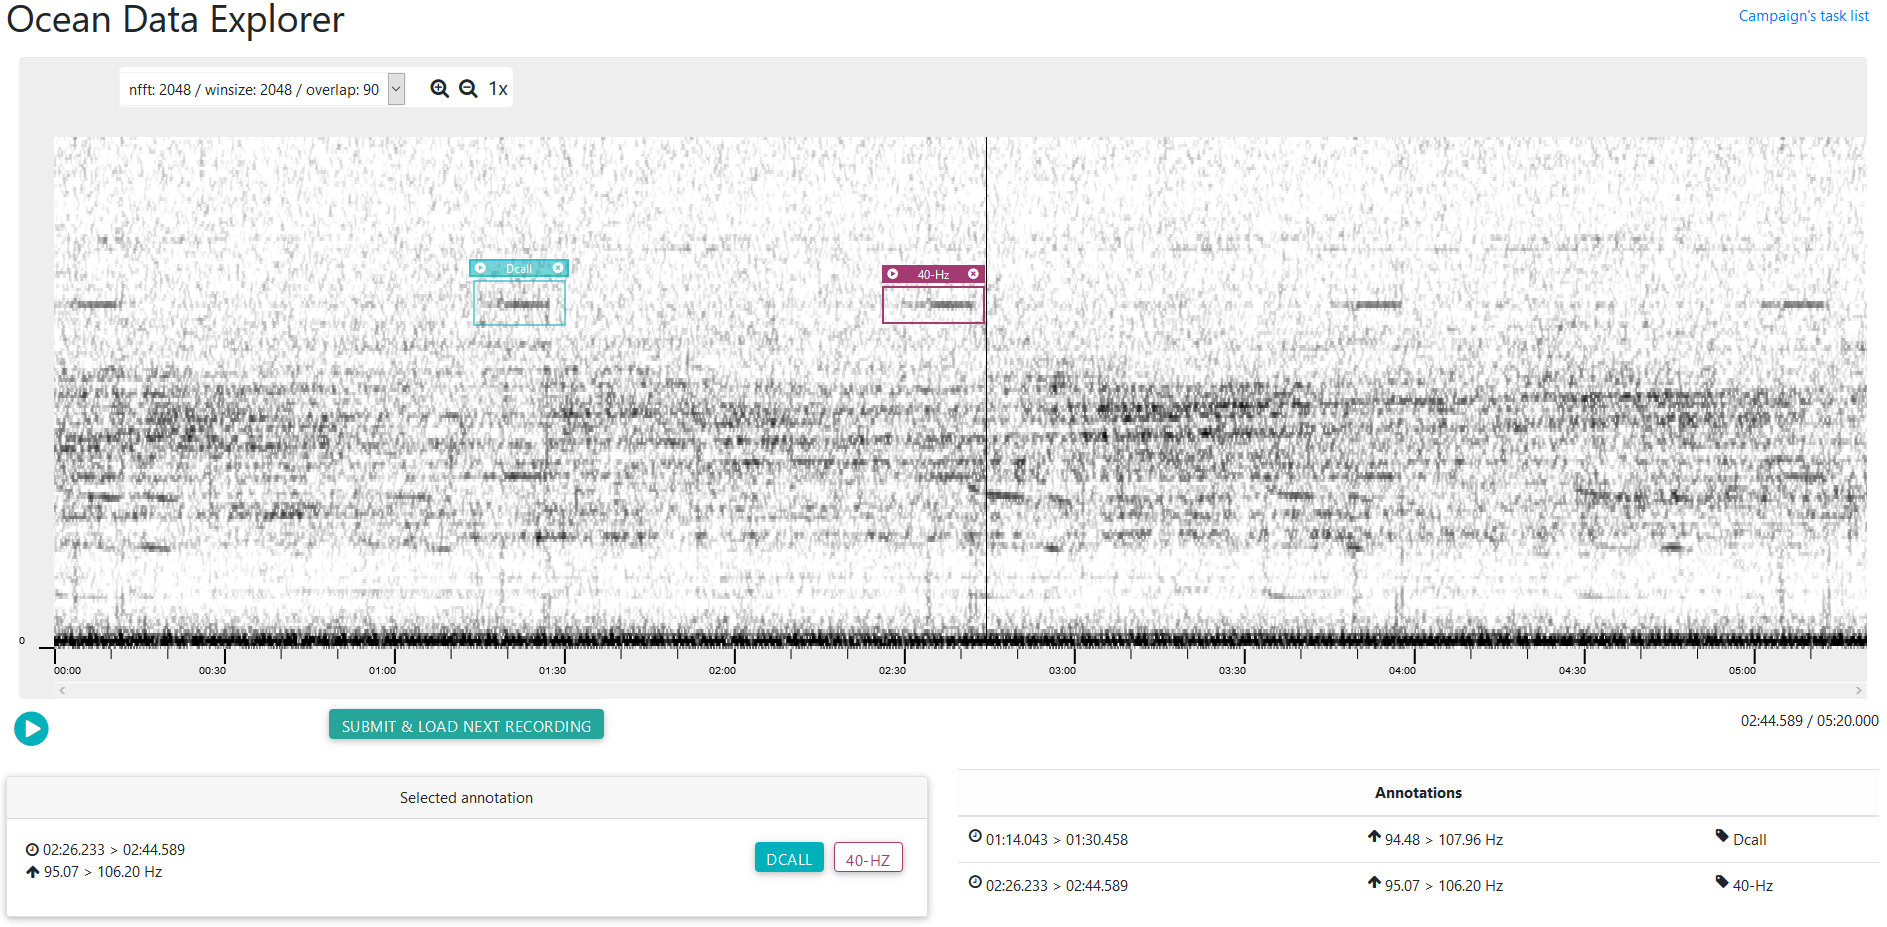 Ocean Data Explorer
Campaign's task list
nfft: 2048 / winsize: 2048 / overlap: 90
1x
Dcall
40-Hz
0
00:00 00:30 01:00 01:30 02:00 02:30 03:00 03:30 04:00 04:30 05:00
SUBMIT & LOAD NEXT RECORDING
02:44.589 / 05:20.000
Selected annotation
02:26.233 > 02:44.589
95.07 > 106.20 Hz
DCALL
40-HZ
Annotations
01:14.043 > 01:30.458 94.48 > 107.96 Hz Dcall
02:26.233 > 02:44.589 95.07 > 106.20 Hz 40-Hz